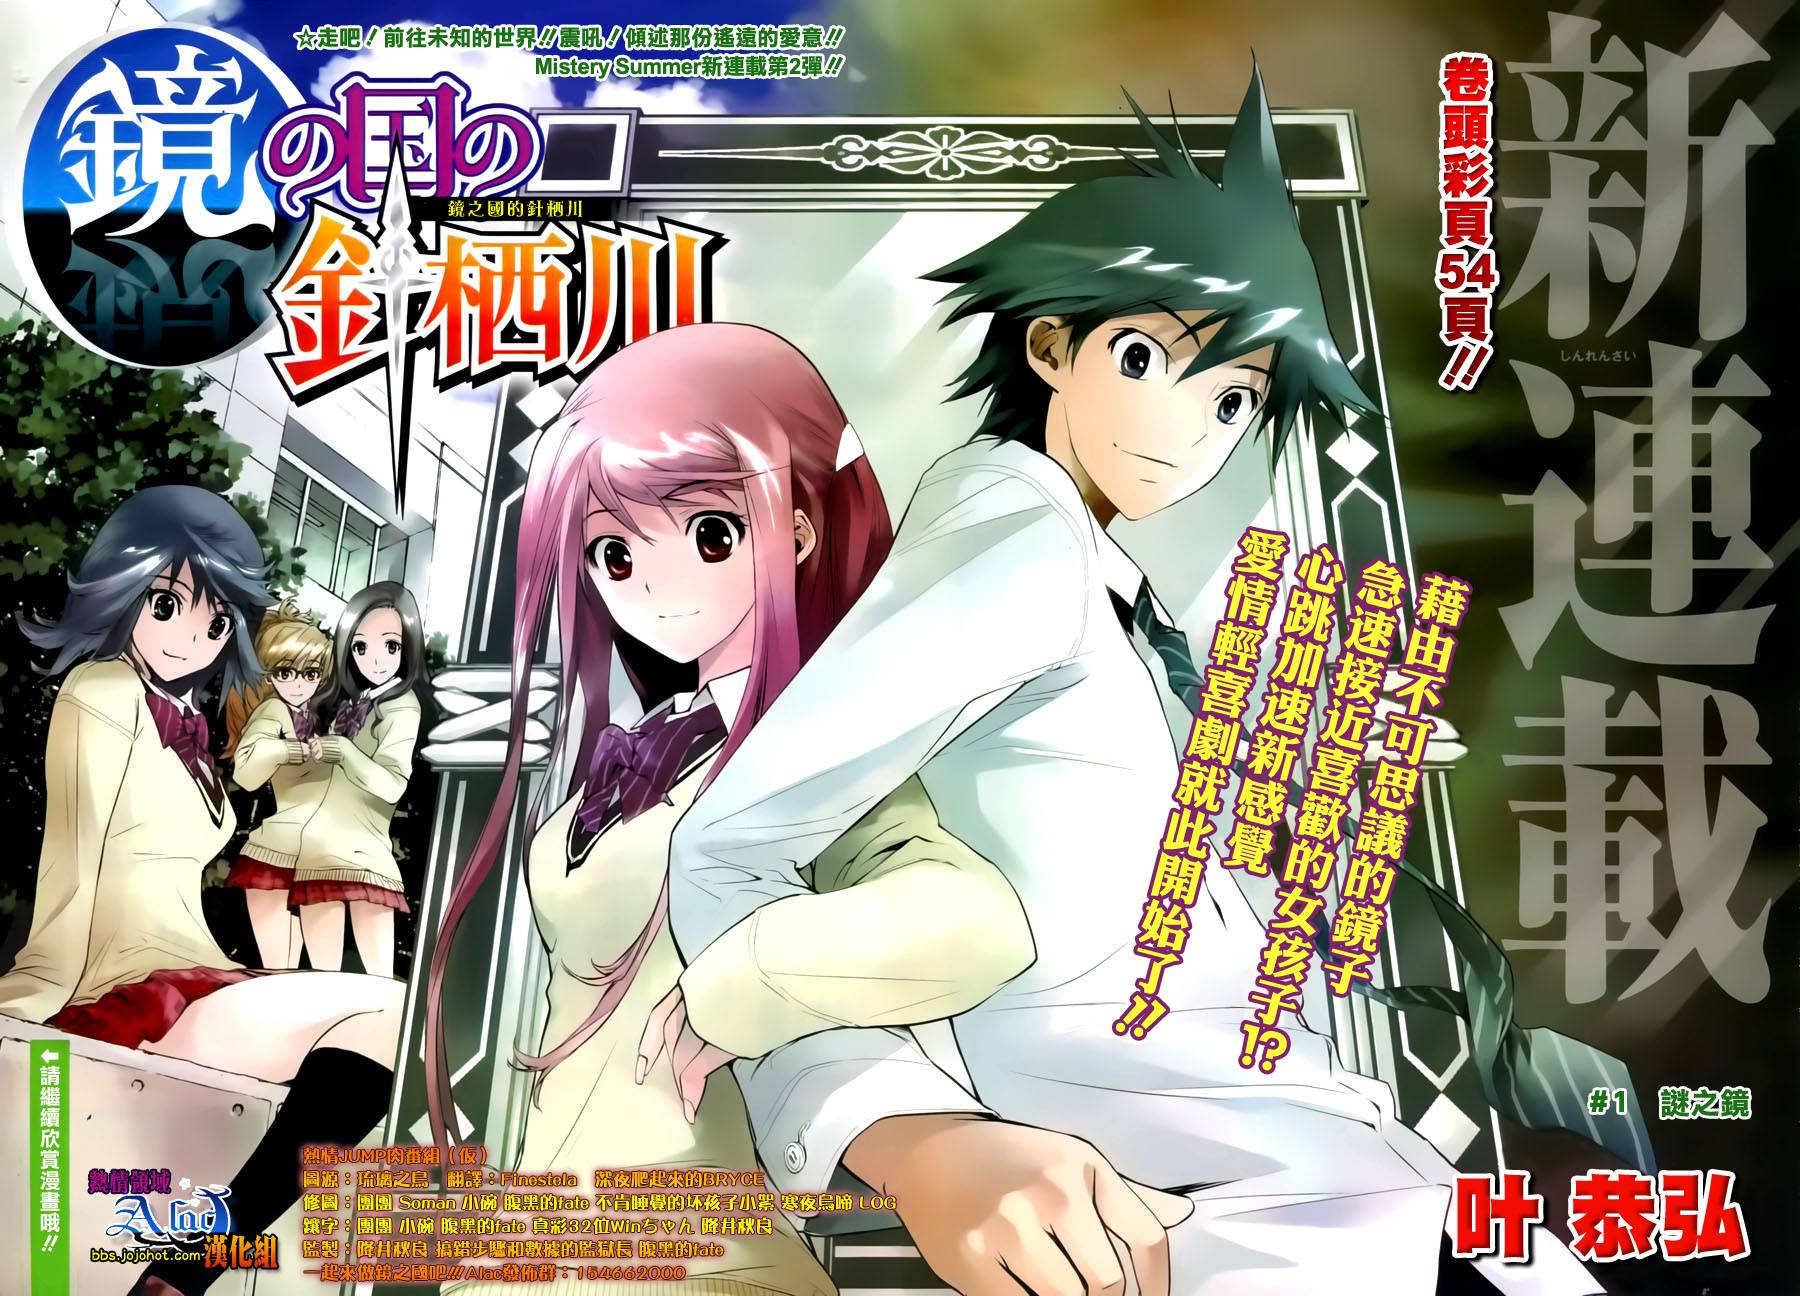 ☆走吧！前往未知的世界!!震吼！傾述那份遙遠的愛意!!
Mistery Summer新連載第2彈!!
鏡の国の
針栖川
鏡之國的針栖川
新連載
しんれんさい
卷頭彩頁54頁!!
藉由不可思議的鏡子
急速接近喜歡的女孩子!?
心跳加速新感覺
愛情輕喜劇就此開始了!!
#1 謎之鏡
叶 恭弘
⬅請繼續欣賞漫畫哦!!
熱情領域
Alac
漢化組
bbs.jojohot.com
熱情JUMP肉番組（仮）
圖源：琉璃之鳥 翻譯：Finestela 深夜爬起來的BRYCE
修圖：團團 Soman 小碗 腹黑的fate 不肯睡覺的坏孩子小絮 寒夜烏啼 LOG
鑲字：團團 小碗 腹黑的fate 真彩32位Winちゃん 降井秋良
監製：降井秋良 搞錯步驟和數據的監獄長 腹黑的fate
一起來做鏡之國吧!!!Alac發佈群：154662000